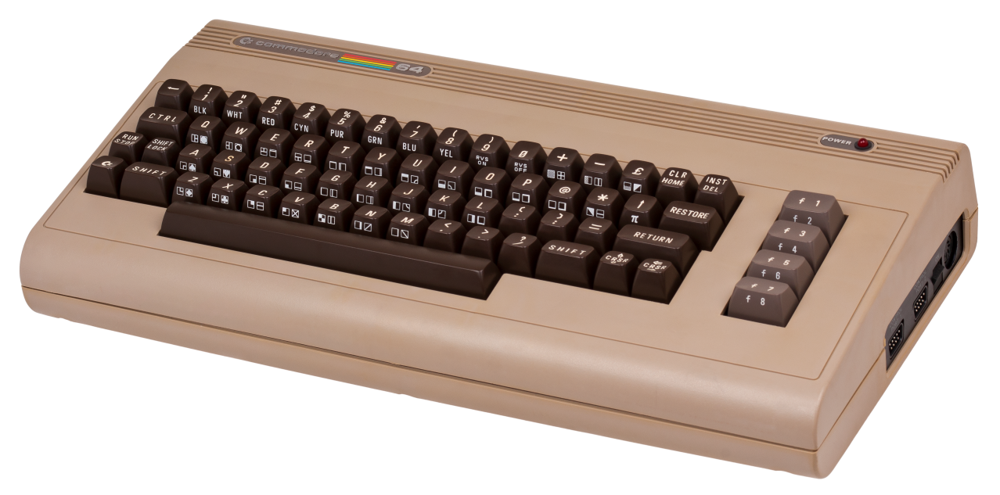 commodore 64
POWER
←
! 1 BLK
" 2 WHT
# 3 RED
$ 4 CYN
% 5 PUR
& 6 GRN
' 7 BLU
( 8 YEL
) 9 RVS ON
0 RVS OFF
+
−
£
CLR HOME
INST DEL
CTRL
Q
W
E
R
T
Y
U
I
O
P
@
*
↑ π
RESTORE
RUN STOP
SHIFT LOCK
A
S
D
F
G
H
J
K
L
[ :
] ;
=
RETURN
SHIFT
Z
X
C
V
B
N
M
< ,
> .
? /
SHIFT
CRSR
CRSR
f 1
f 2
f 3
f 4
f 5
f 6
f 7
f 8